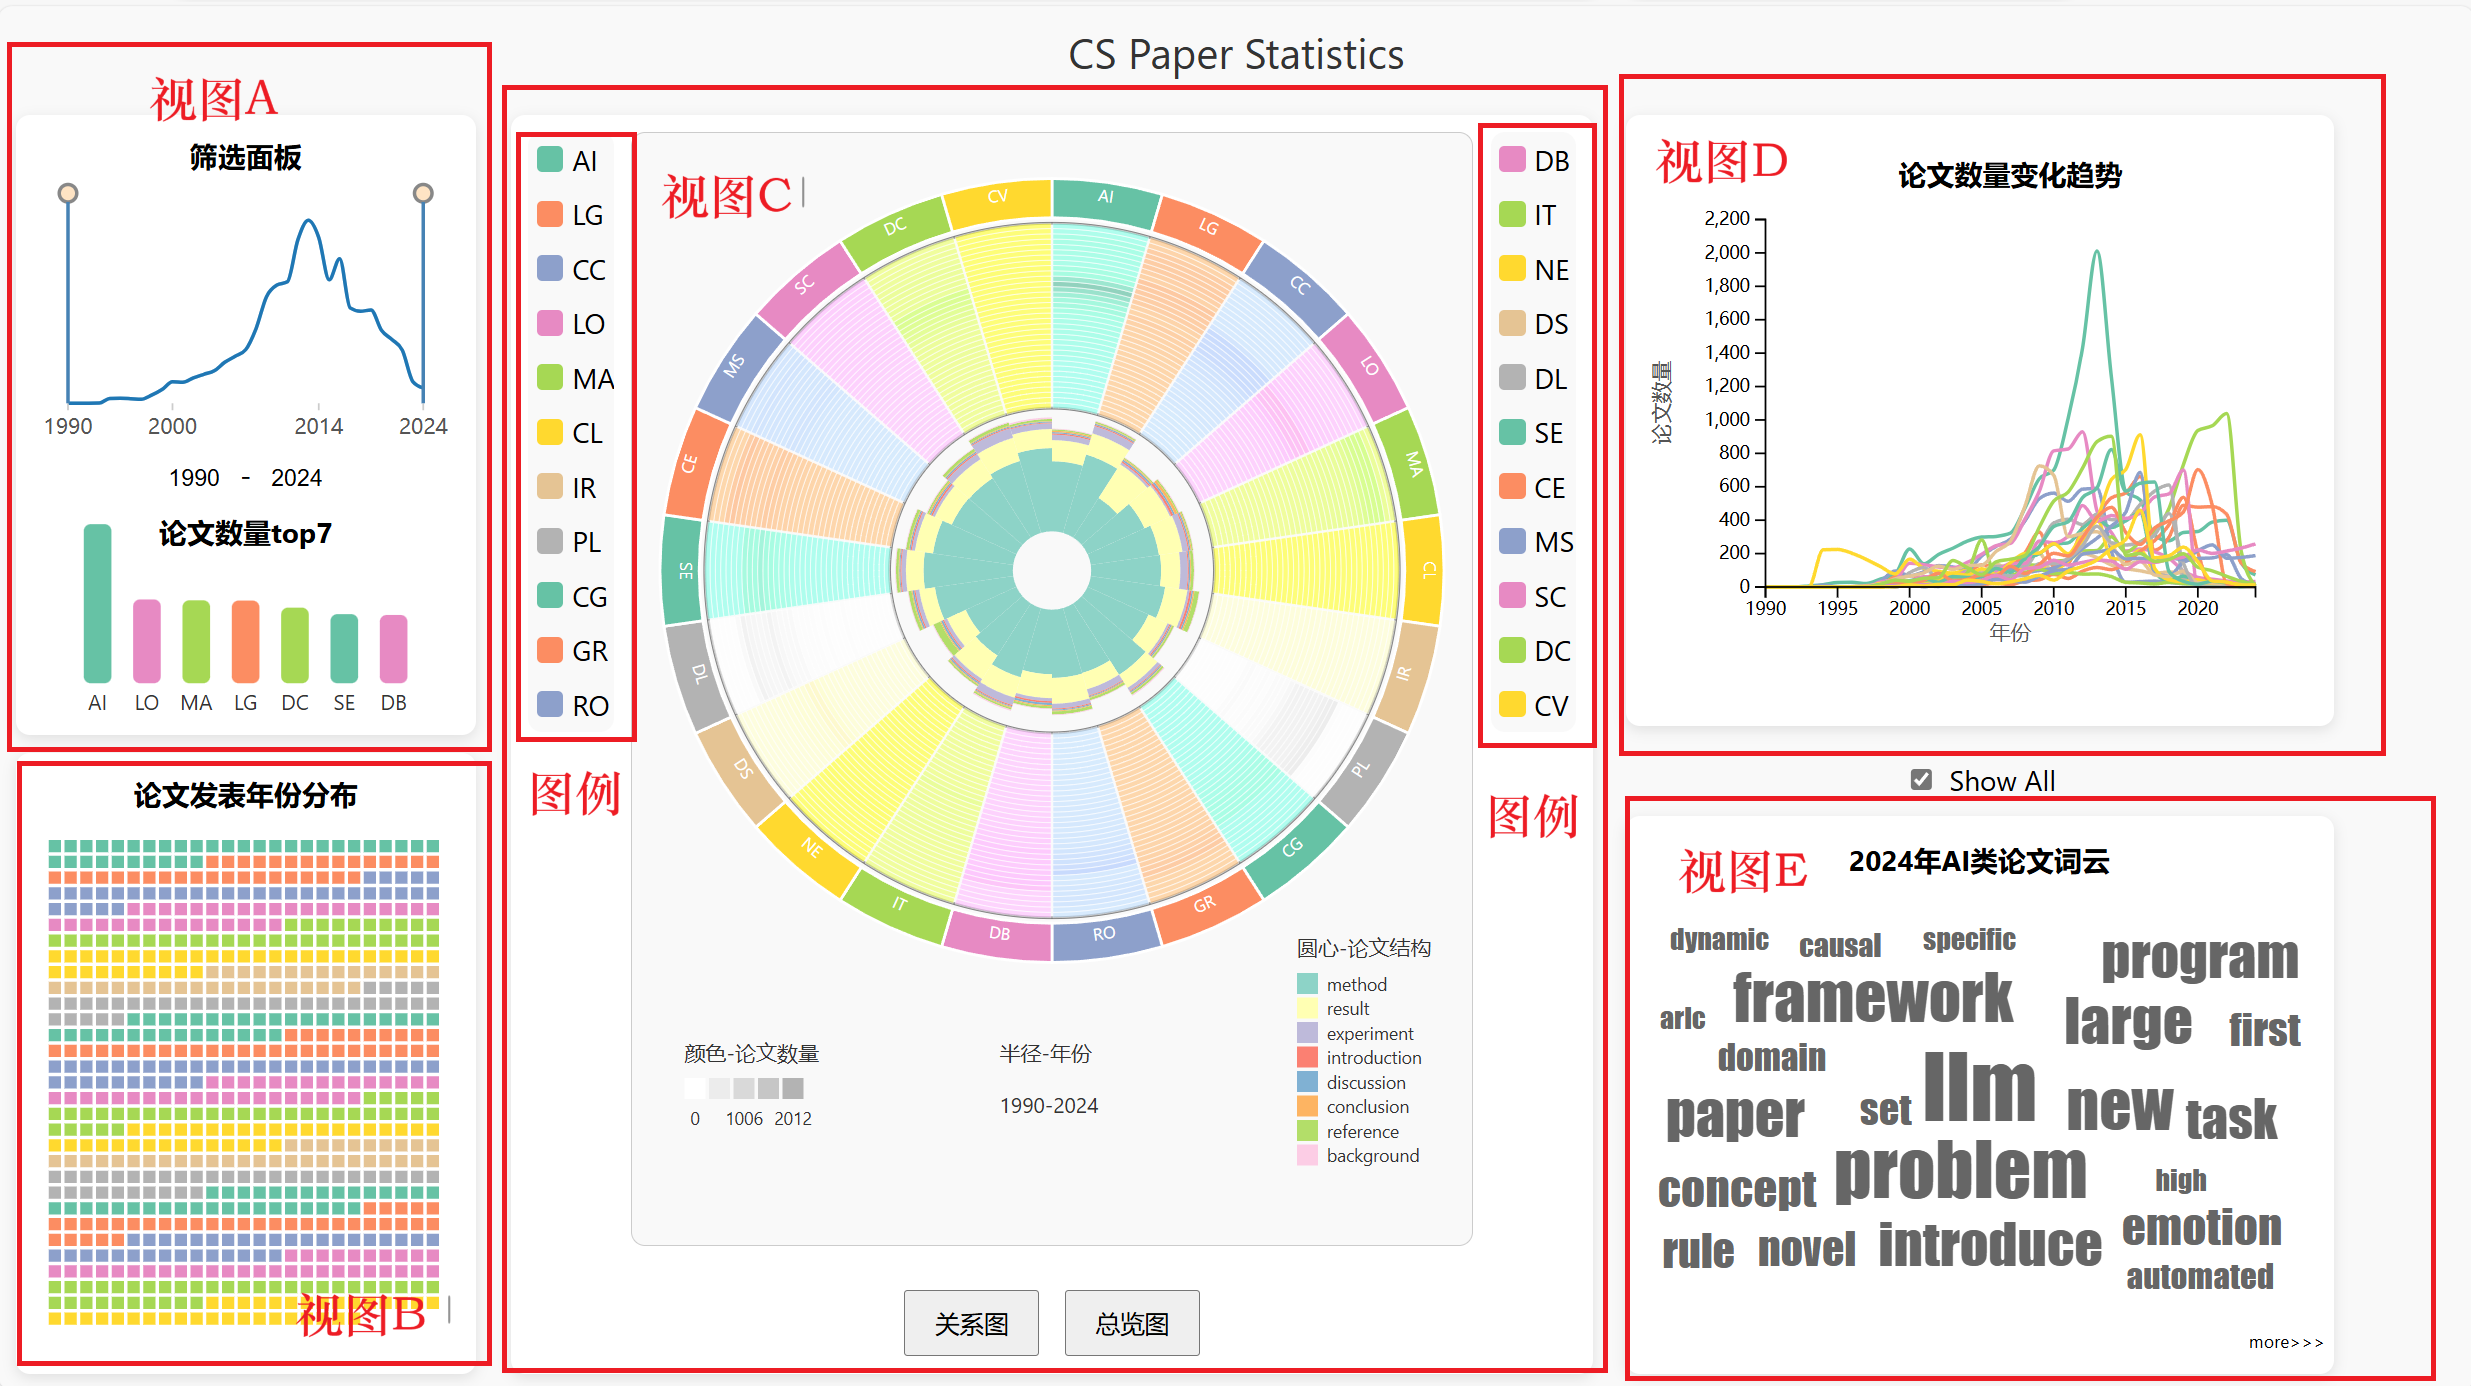 CS Paper Statistics
视图A
筛选面板
1990 2000 2014 2024
1990 - 2024
论文数量top7
AI LO MA LG DC SE DB
论文发表年份分布
视图B
AI
LG
CC
LO
MA
CL
IR
PL
CG
GR
RO
图例
视图C
AI
LG
CC
LO
MA
CL
IR
PL
CG
GR
RO
DB
IT
NE
DS
DL
SE
CE
MS
SC
DC
CV
颜色-论文数量
0 1006 2012
半径-年份
1990-2024
圆心-论文结构
method
result
experiment
introduction
discussion
conclusion
reference
background
关系图 总览图
DB
IT
NE
DS
DL
SE
CE
MS
SC
DC
CV
图例
视图D
论文数量变化趋势
论文数量
2,200
2,000
1,800
1,600
1,400
1,200
1,000
800
600
400
200
0
1990 1995 2000 2005 2010 2015 2020
年份
Show All
视图E
2024年AI类论文词云
dynamic causal specific program
framework
arlc large first
domain
llm
paper set new task
problem
concept high
emotion
rule novel introduce
automated
more>>>